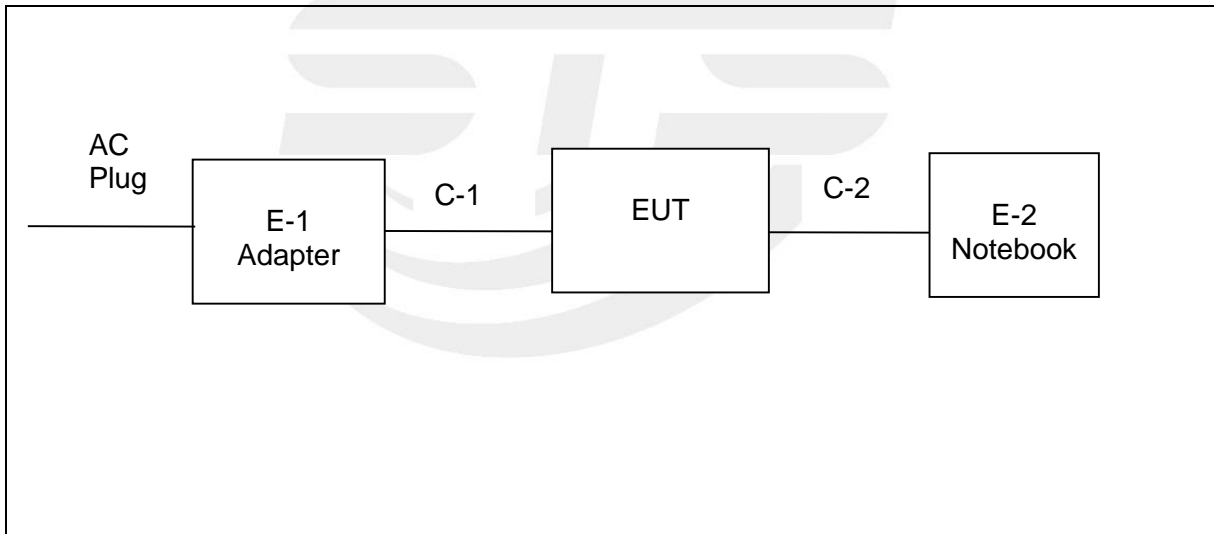 AC
Plug
E-1
Adapter
C-1
EUT
C-2
E-2
Notebook